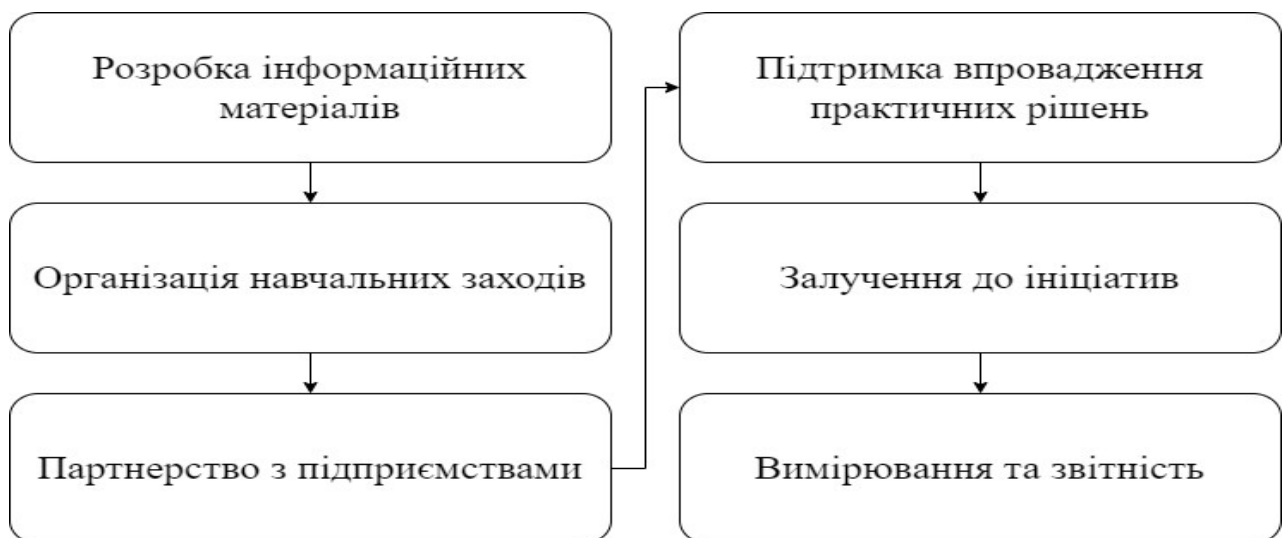 Розробка інформаційних
матеріалів
Організація навчальних заходів
Партнерство з підприємствами
Підтримка впровадження
практичних рішень
Залучення до ініціатив
Вимірювання та звітність